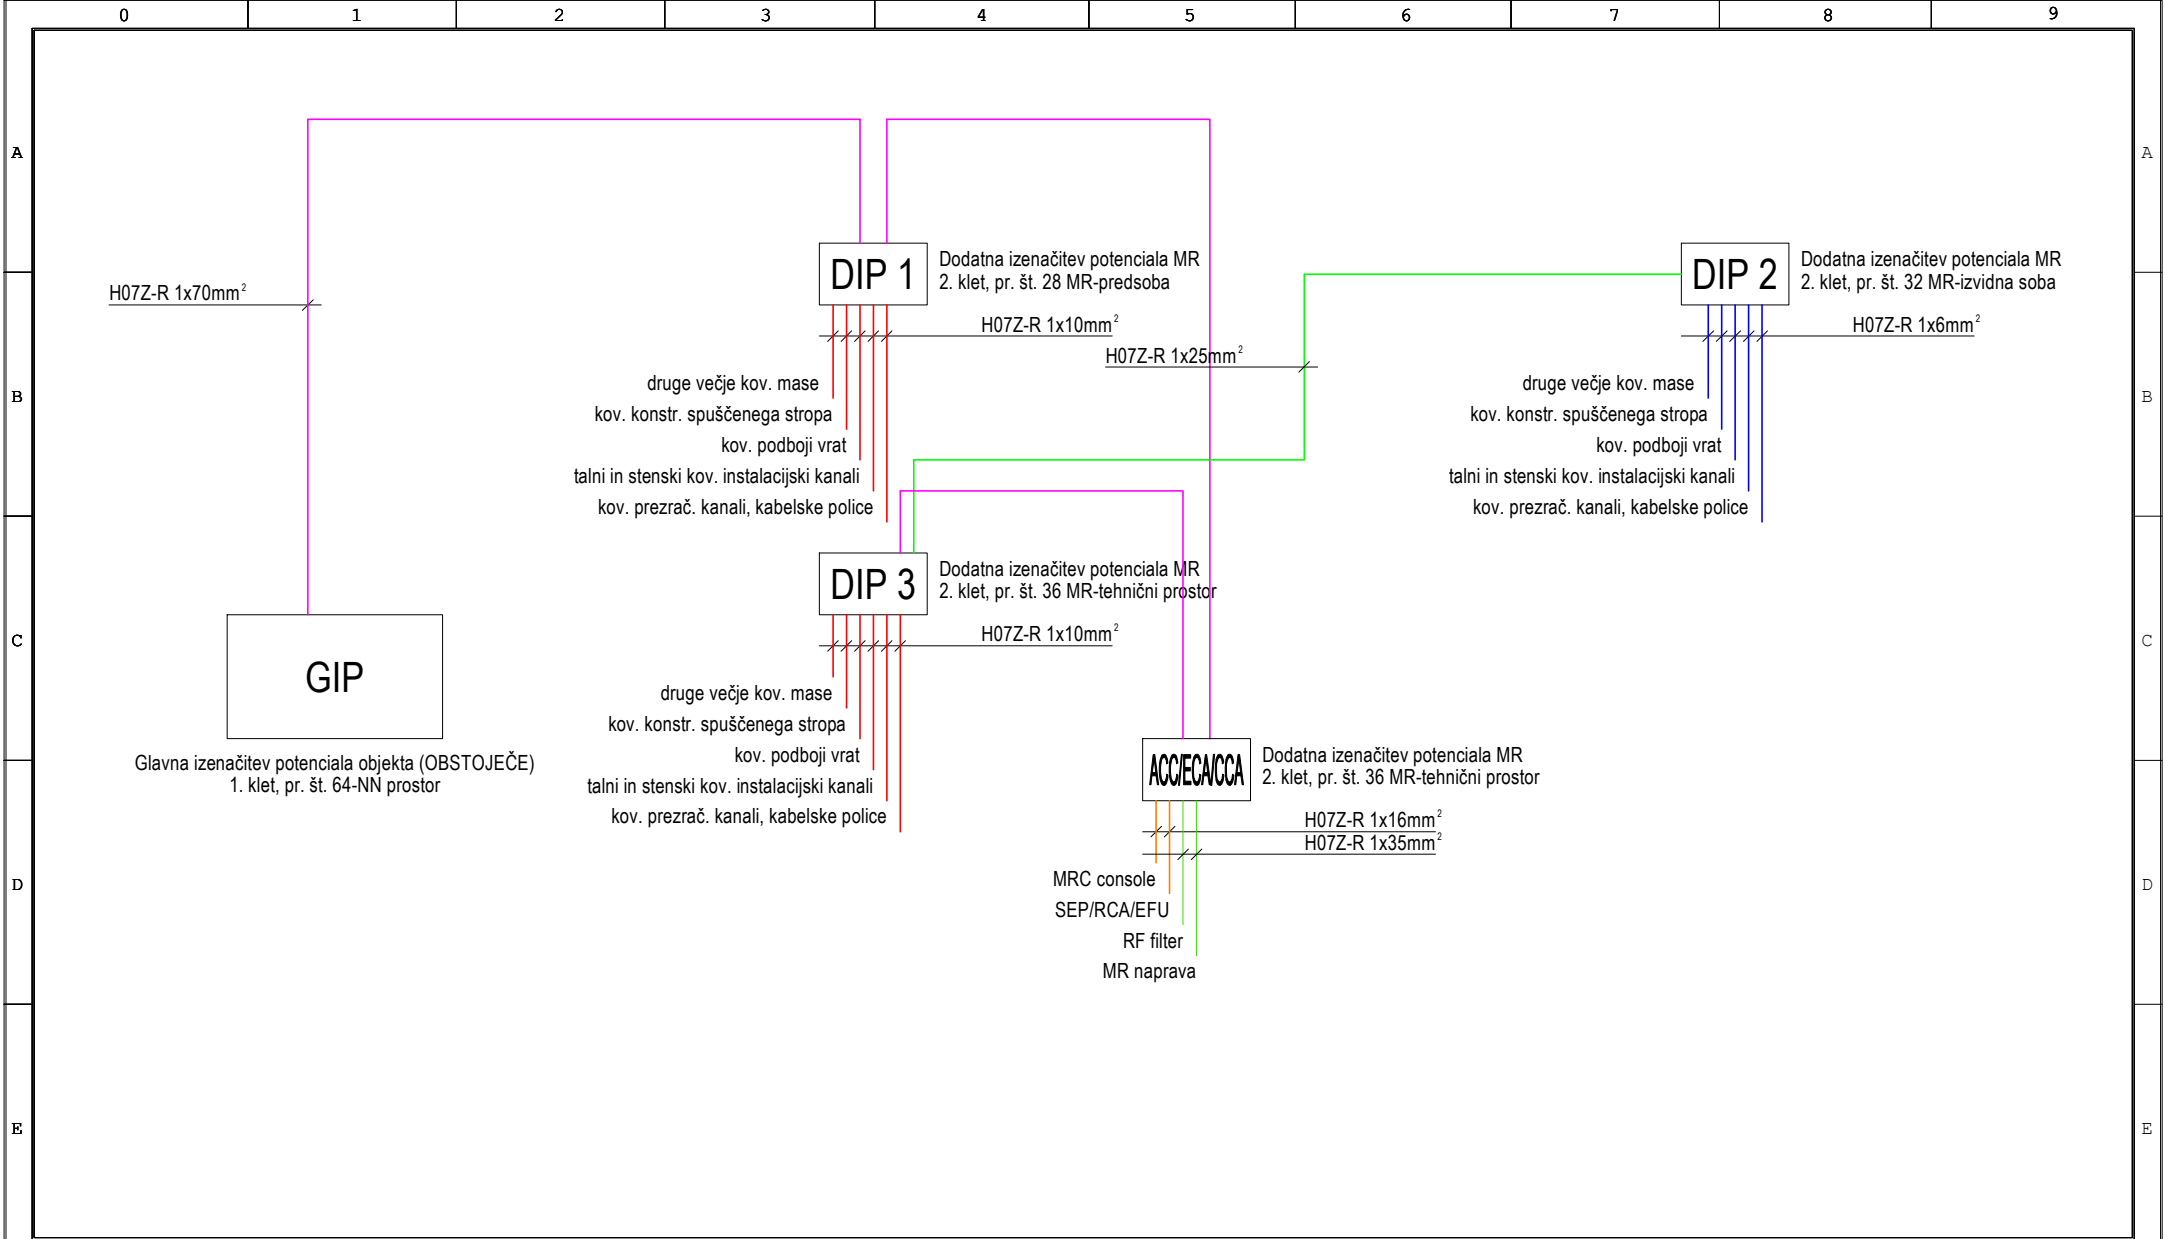 0 1 2 3 4 5 6 7 8 9
A A
B B
C C
D D
E E
H07Z-R 1x70mm²
DIP 1
Dodatna izenačitev potenciala MR
2. klet, pr. št. 28 MR-predsoba
H07Z-R 1x10mm²
druge večje kov. mase
kov. konstr. spuščenega stropa
kov. podboji vrat
talni in stenski kov. instalacijski kanali
kov. prezrač. kanali, kabelske police
H07Z-R 1x25mm²
DIP 2
Dodatna izenačitev potenciala MR
2. klet, pr. št. 32 MR-izvidna soba
H07Z-R 1x6mm²
druge večje kov. mase
kov. konstr. spuščenega stropa
kov. podboji vrat
talni in stenski kov. instalacijski kanali
kov. prezrač. kanali, kabelske police
DIP 3
Dodatna izenačitev potenciala MR
2. klet, pr. št. 36 MR-tehnični prostor
H07Z-R 1x10mm²
druge večje kov. mase
kov. konstr. spuščenega stropa
kov. podboji vrat
talni in stenski kov. instalacijski kanali
kov. prezrač. kanali, kabelske police
GIP
Glavna izenačitev potenciala objekta (OBSTOJEČE)
1. klet, pr. št. 64-NN prostor
ACC/ECA/CCA
Dodatna izenačitev potenciala MR
2. klet, pr. št. 36 MR-tehnični prostor
H07Z-R 1x16mm²
H07Z-R 1x35mm²
MRC console
SEP/RCA/EFU
RF filter
MR naprava